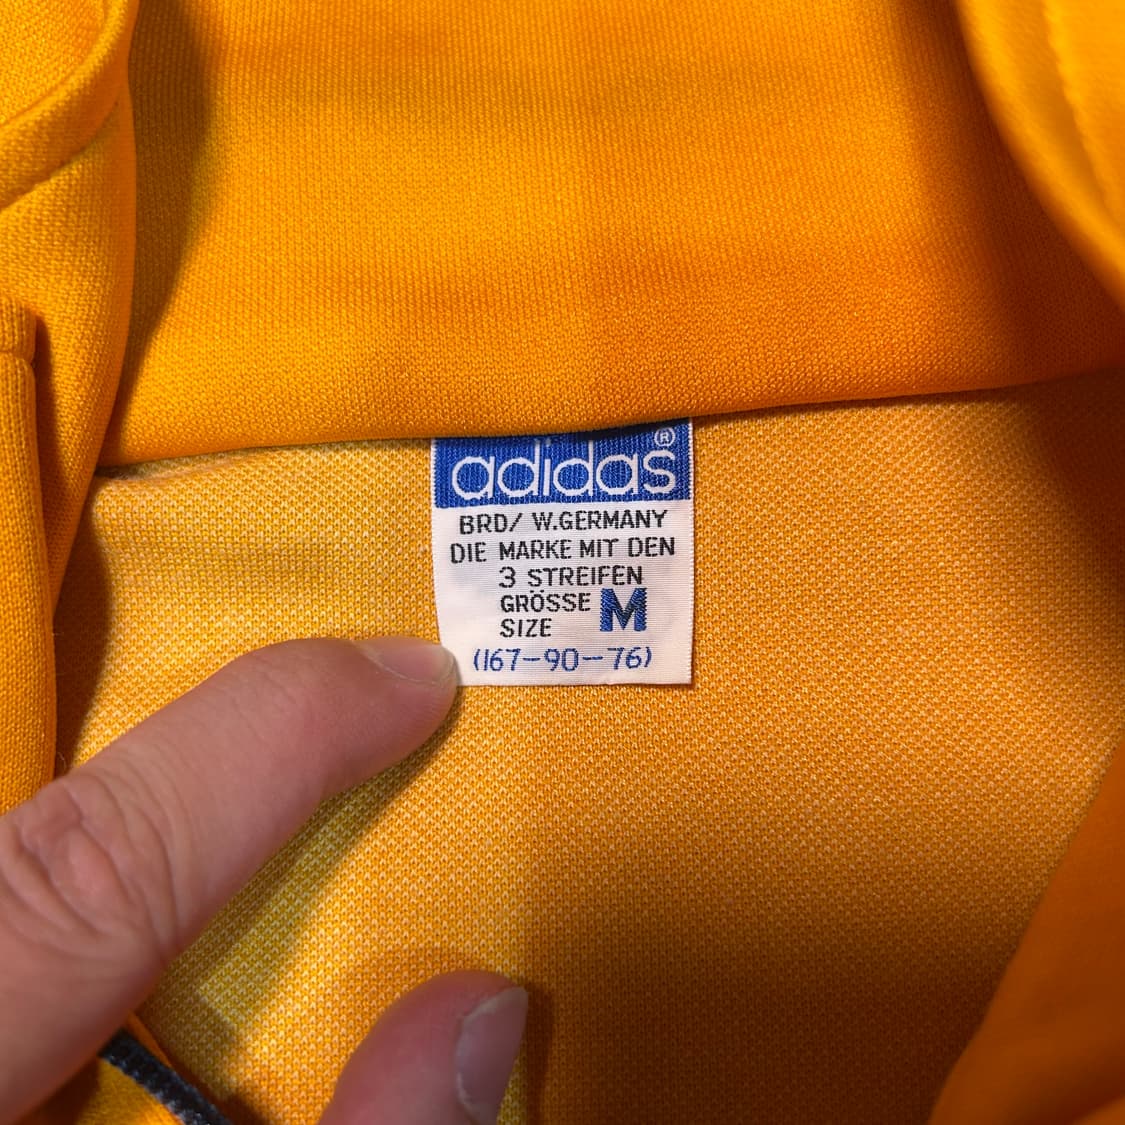 adidas®
BRD/ W.GERMANY
DIE MARKE MIT DEN
3 STREIFEN
GRÖSSE M
SIZE
(167-90-76)